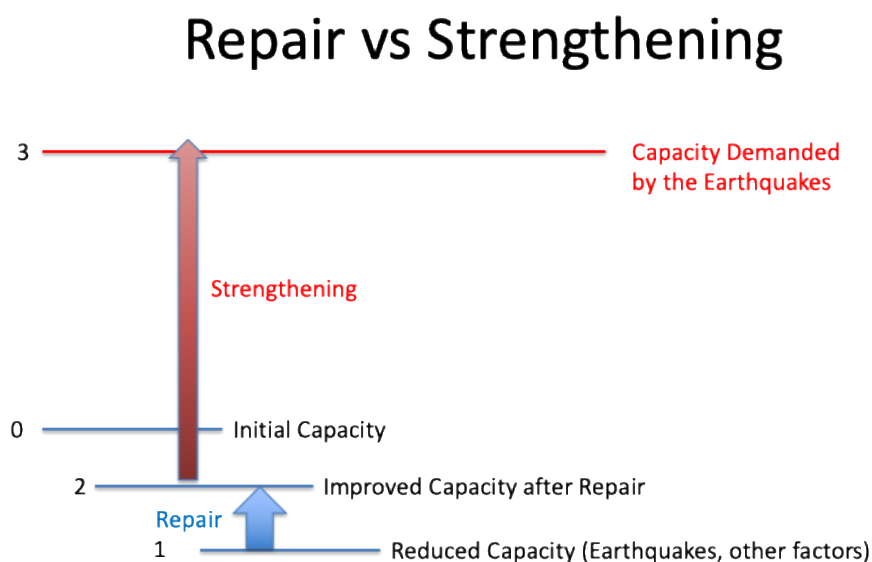 Repair vs Strengthening
3
Capacity Demanded
by the Earthquakes
Strengthening
0
Initial Capacity
2
Improved Capacity after Repair
Repair
1
Reduced Capacity (Earthquakes, other factors)